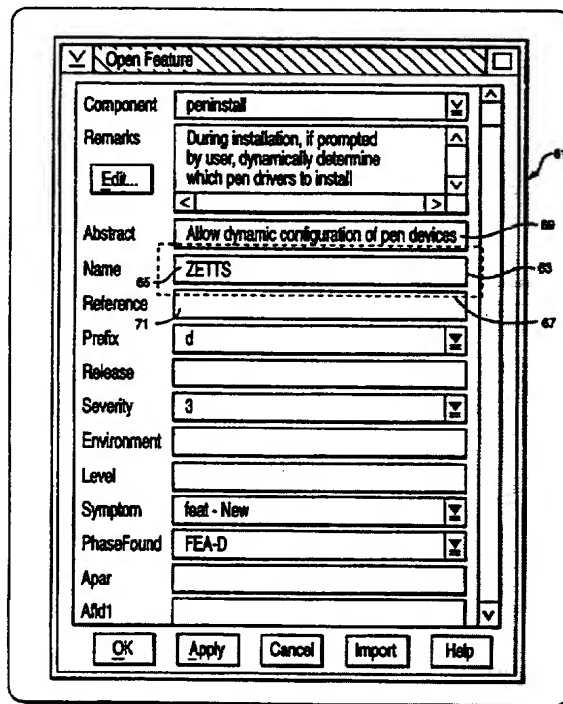 Open Feature
Component peninstall
Remarks During installation, if prompted
by user, dynamically determine
Edit... which pen drivers to install
Abstract Allow dynamic configuration of pen devices 69
Name ZETTS 63
65
Reference 67
71
Prefix d
Release
Severity 3
Environment
Level
Symptom feat - New
PhaseFound FEA-D
Apar
Afld1
OK Apply Cancel Import Help
61